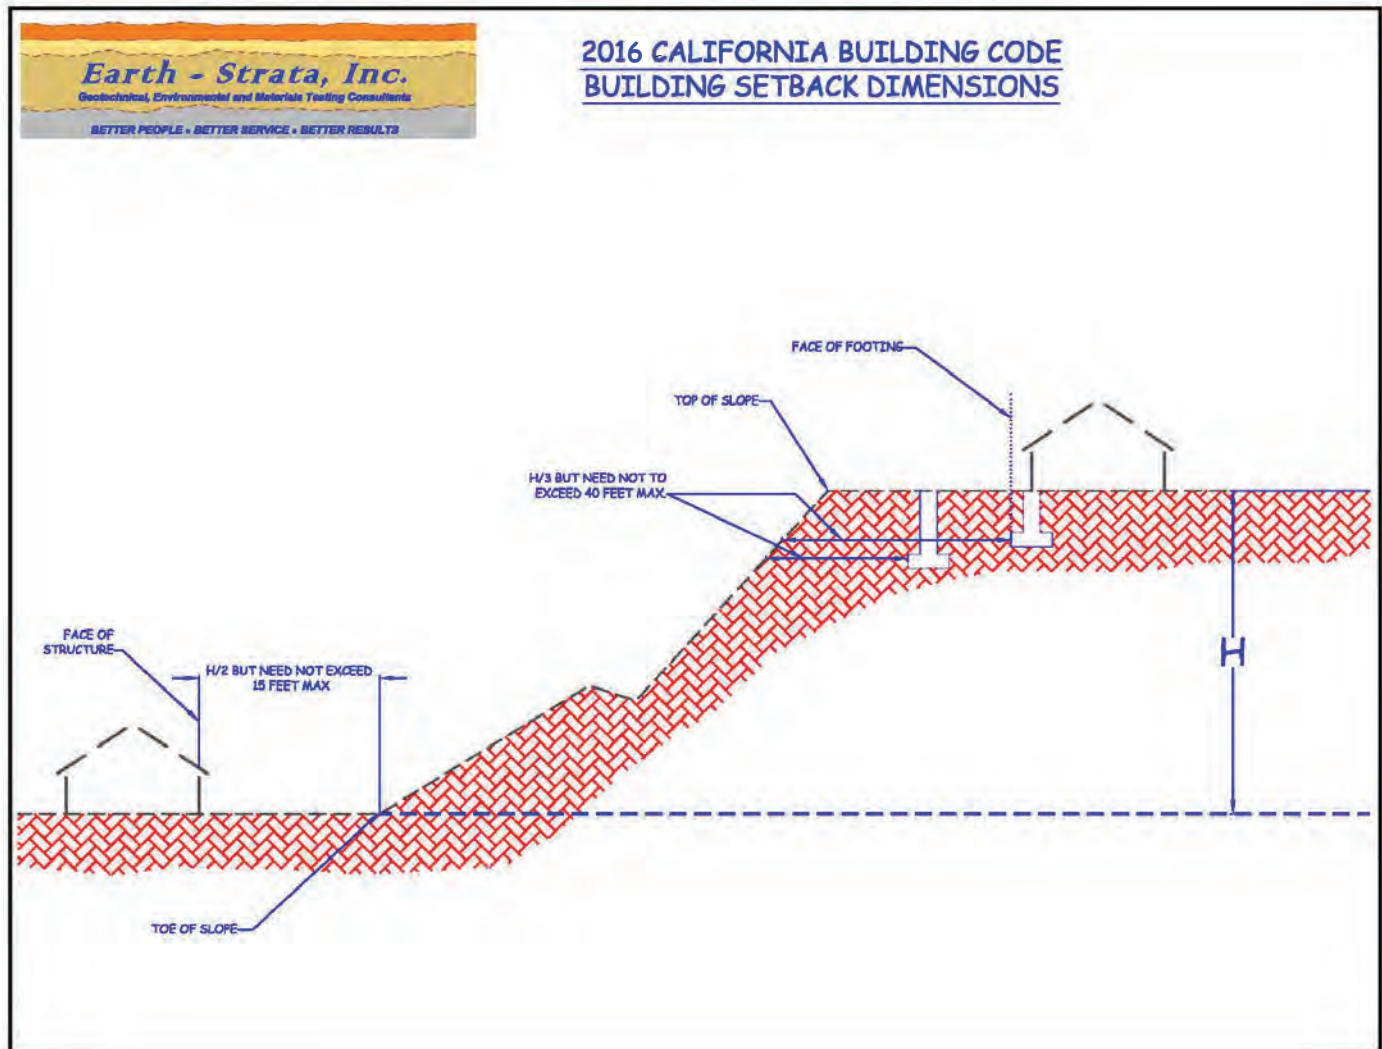 Earth - Strata, Inc.
Geotechnical, Environmental and Materials Testing Consultants
BETTER PEOPLE • BETTER SERVICE • BETTER RESULTS
2016 CALIFORNIA BUILDING CODE
BUILDING SETBACK DIMENSIONS
FACE OF FOOTING
TOP OF SLOPE
H/3 BUT NEED NOT TO
EXCEED 40 FEET MAX.
FACE OF
STRUCTURE
H/2 BUT NEED NOT EXCEED
15 FEET MAX
H
TOE OF SLOPE